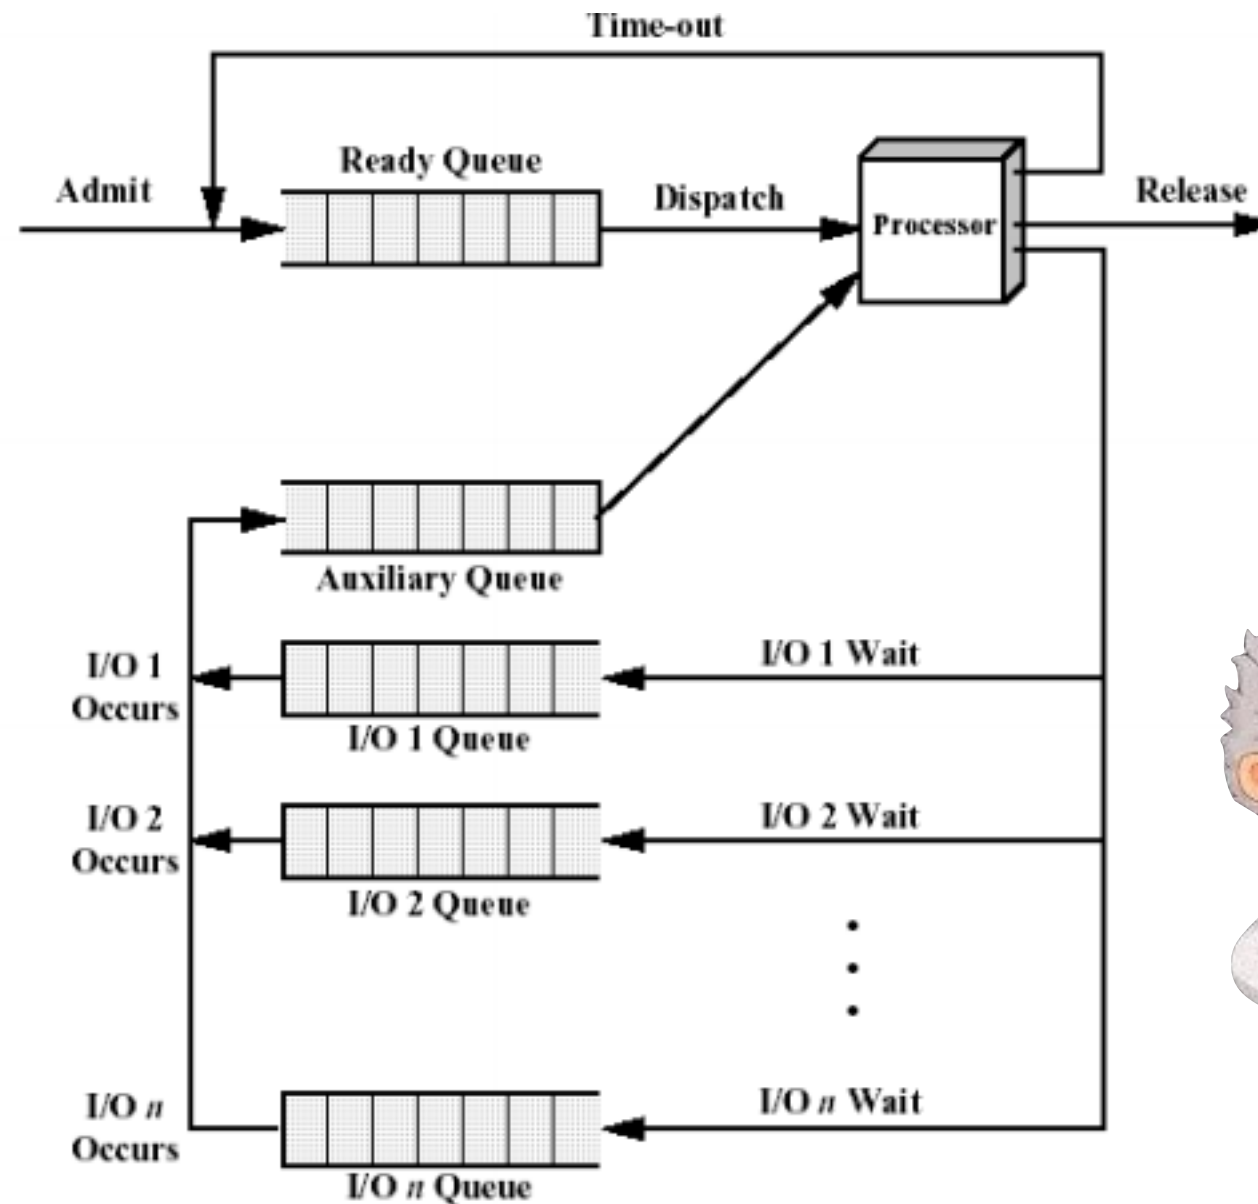 Time-out
Ready Queue
Admit
Dispatch
Release
Processor
Auxiliary Queue
I/O 1
Occurs
I/O 1 Wait
I/O 1 Queue
I/O 2
Occurs
I/O 2 Wait
I/O 2 Queue
I/O n
Occurs
I/O n Wait
I/O n Queue